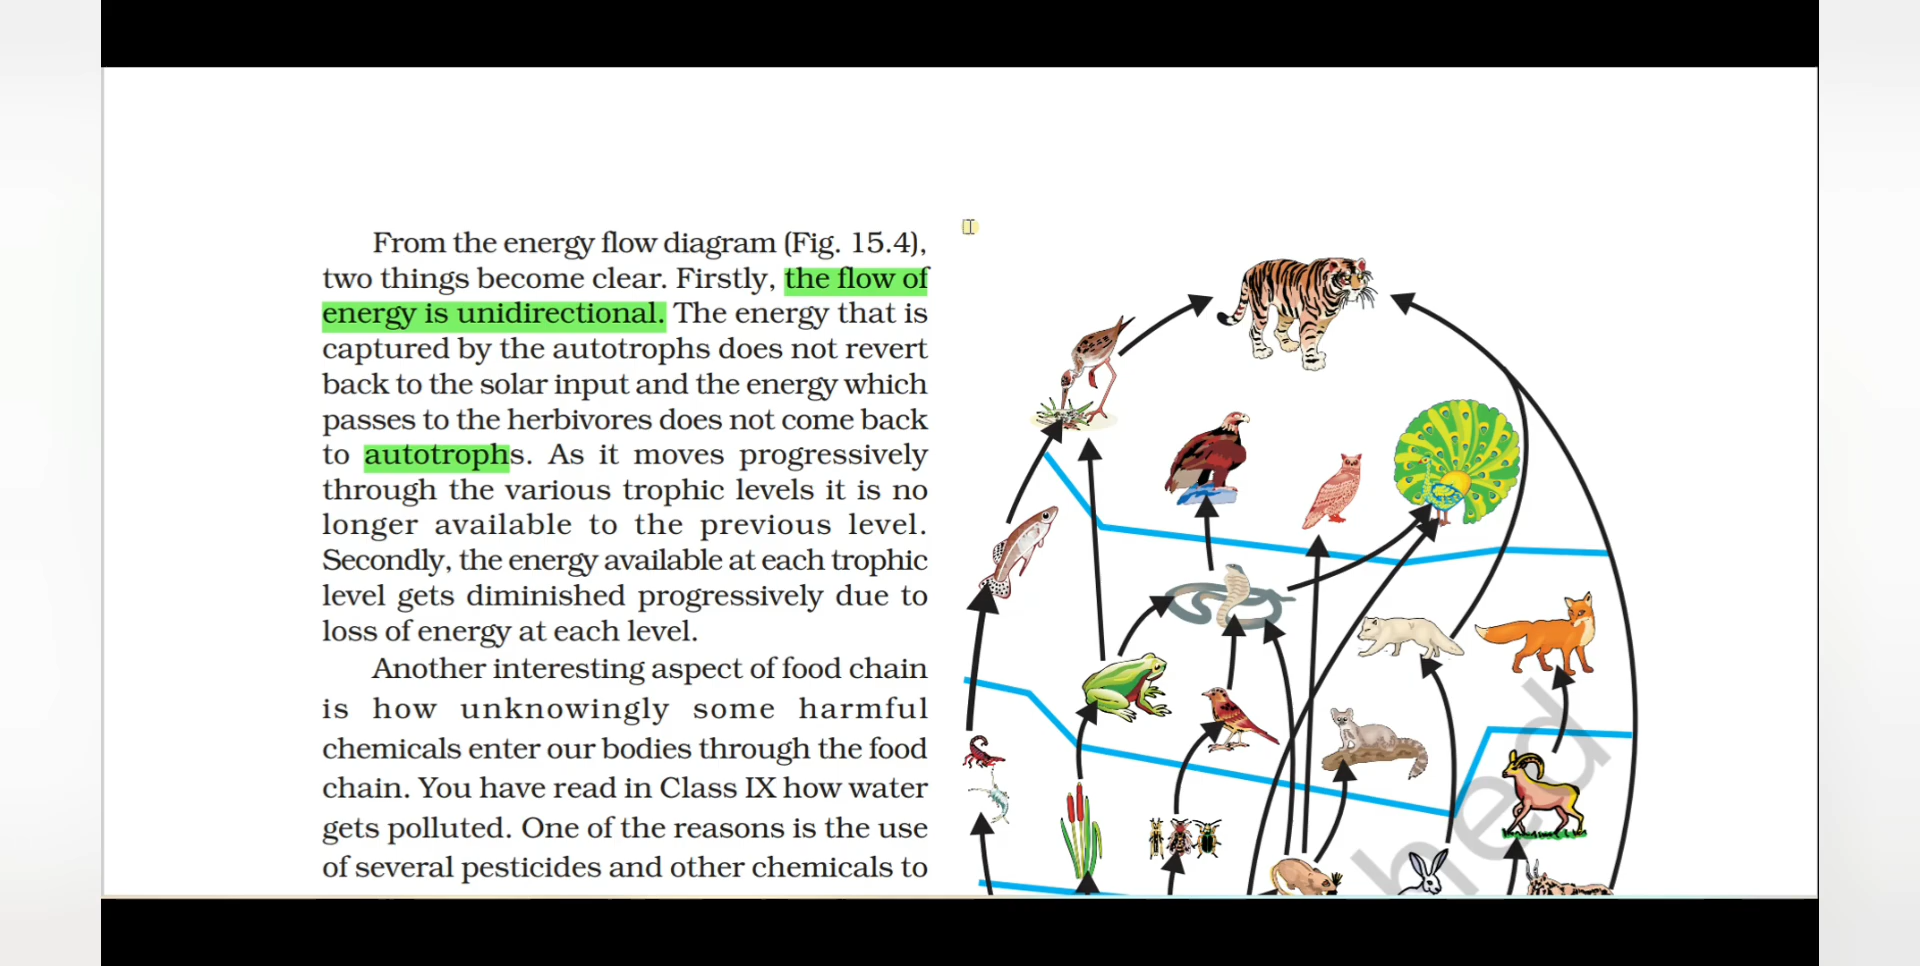 From the energy flow diagram (Fig. 15.4),
two things become clear. Firstly, the flow of
energy is unidirectional. The energy that is
captured by the autotrophs does not revert
back to the solar input and the energy which
passes to the herbivores does not come back
to autotrophs. As it moves progressively
through the various trophic levels it is no
longer available to the previous level.
Secondly, the energy available at each trophic
level gets diminished progressively due to
loss of energy at each level.
Another interesting aspect of food chain
is how unknowingly some harmful
chemicals enter our bodies through the food
chain. You have read in Class IX how water
gets polluted. One of the reasons is the use
of several pesticides and other chemicals to
hed